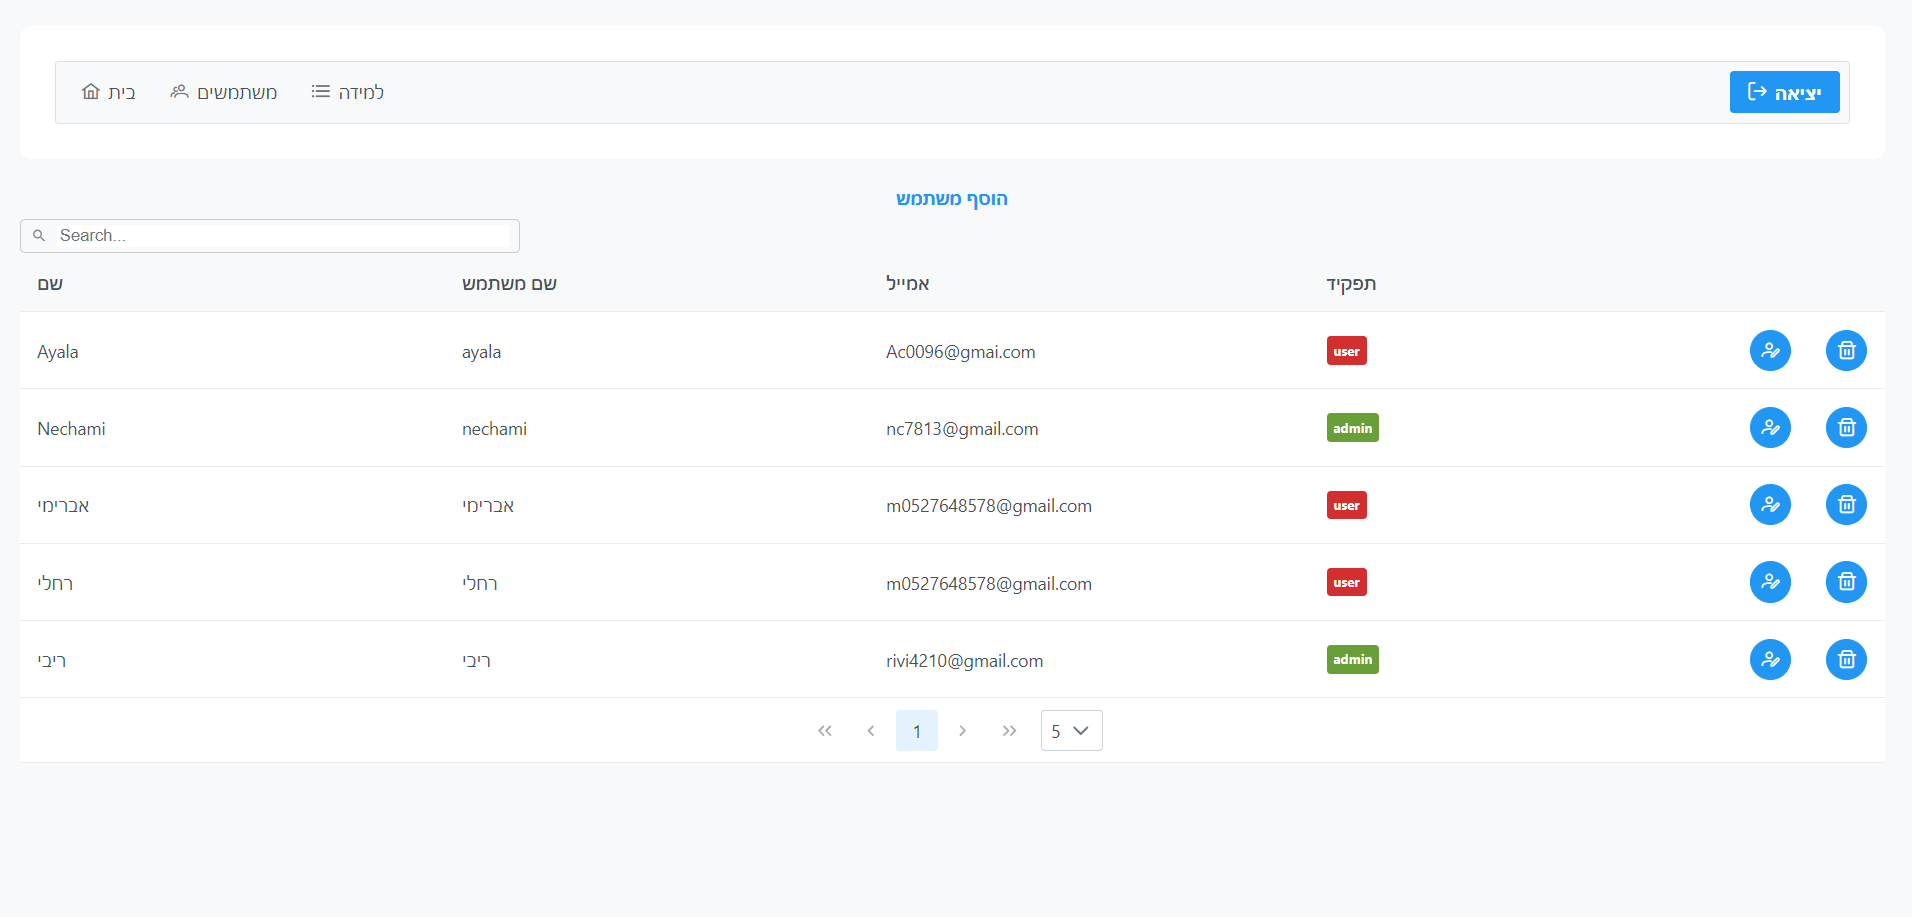 בית משתמשים למידה יציאה
הוסף משתמש
Search...
שם שם משתמש אמייל תפקיד
Ayala ayala Ac0096@gmai.com user
Nechami nechami nc7813@gmail.com admin
אברימי אברימי m0527648578@gmail.com user
רחלי רחלי m0527648578@gmail.com user
ריבי ריבי rivi4210@gmail.com admin
1 5